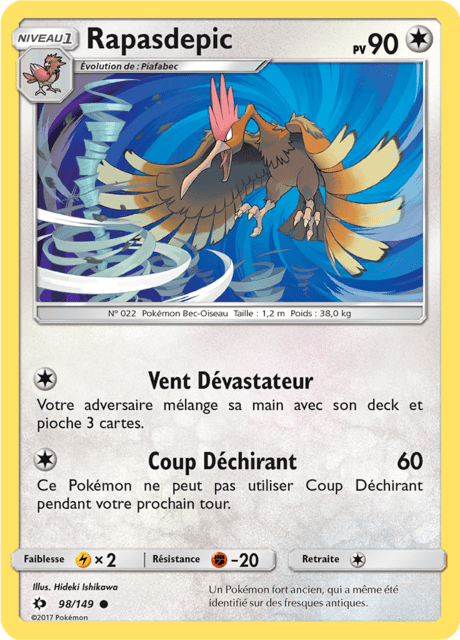 NIVEAU 1
Rapasdepic
PV 90
Évolution de : Piafabec
N° 022 Pokémon Bec-Oiseau Taille : 1,2 m Poids : 38,0 kg
Vent Dévastateur
Votre adversaire mélange sa main avec son deck et
pioche 3 cartes.
Coup Déchirant 60
Ce Pokémon ne peut pas utiliser Coup Déchirant
pendant votre prochain tour.
Faiblesse × 2 Résistance -20 Retraite
Illus. Hideki Ishikawa
98/149
©2017 Pokémon
Un Pokémon fort ancien, qui a même été
identifié sur des fresques antiques.